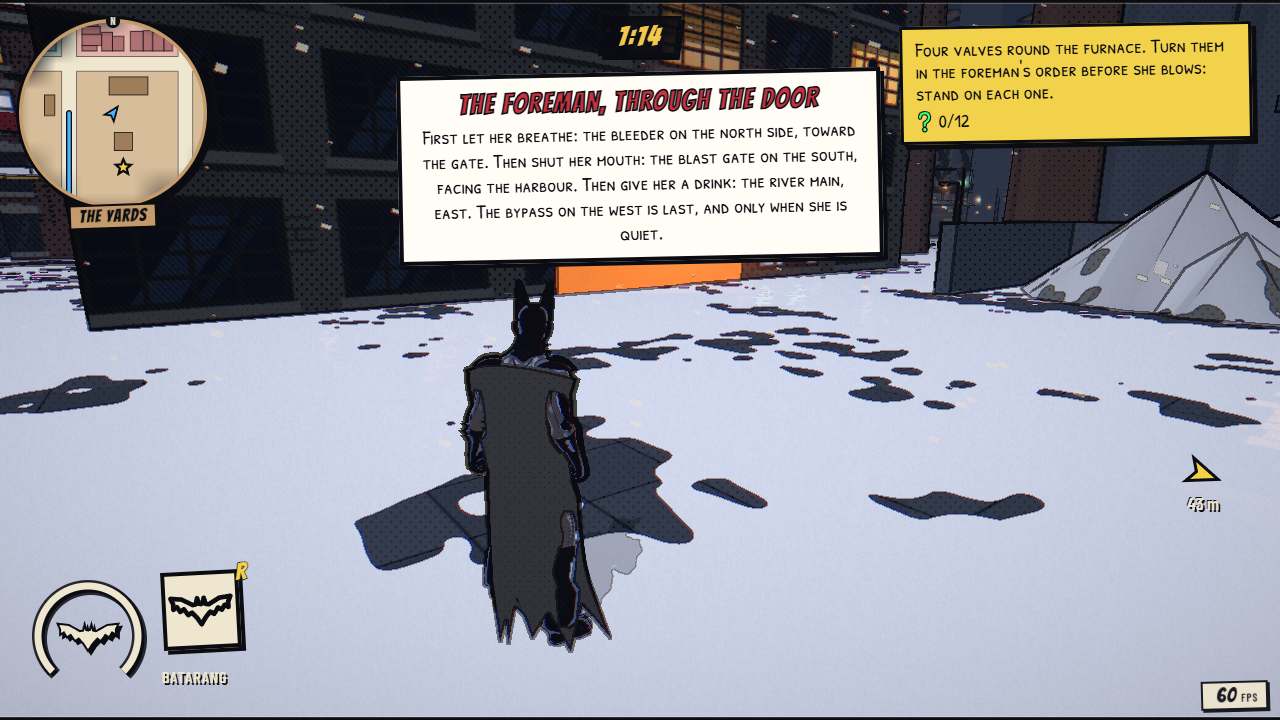 N
1:14
THE YARDS
THE FOREMAN, THROUGH THE DOOR
FIRST LET HER BREATHE: THE BLEEDER ON THE NORTH SIDE, TOWARD
THE GATE. THEN SHUT HER MOUTH: THE BLAST GATE ON THE SOUTH,
FACING THE HARBOUR. THEN GIVE HER A DRINK: THE RIVER MAIN,
EAST. THE BYPASS ON THE WEST IS LAST, AND ONLY WHEN SHE IS
QUIET.
FOUR VALVES ROUND THE FURNACE. TURN THEM
IN THE FOREMAN'S ORDER BEFORE SHE BLOWS:
STAND ON EACH ONE.
? 0/12
43 m
R
BATARANG
60 FPS